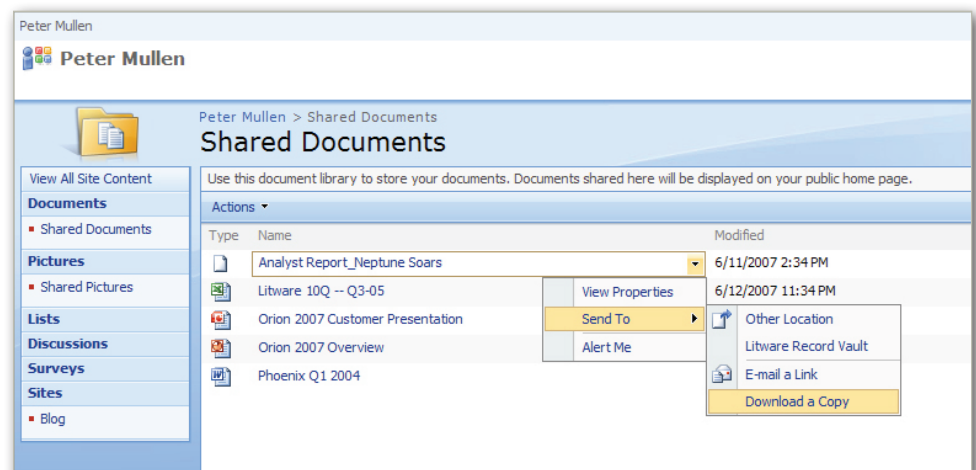 Peter Mullen
Peter Mullen
Peter Mullen > Shared Documents
Shared Documents
View All Site Content
Documents
Shared Documents
Pictures
Shared Pictures
Lists
Discussions
Surveys
Sites
Blog
Use this document library to store your documents. Documents shared here will be displayed on your public home page.
Actions
Type Name Modified
Analyst Report_Neptune Soars 6/11/2007 2:34 PM
Litware 10Q -- Q3-05 6/12/2007 11:34 PM
Orion 2007 Customer Presentation
Orion 2007 Overview
Phoenix Q1 2004
View Properties
Send To
Alert Me
Other Location
Litware Record Vault
E-mail a Link
Download a Copy